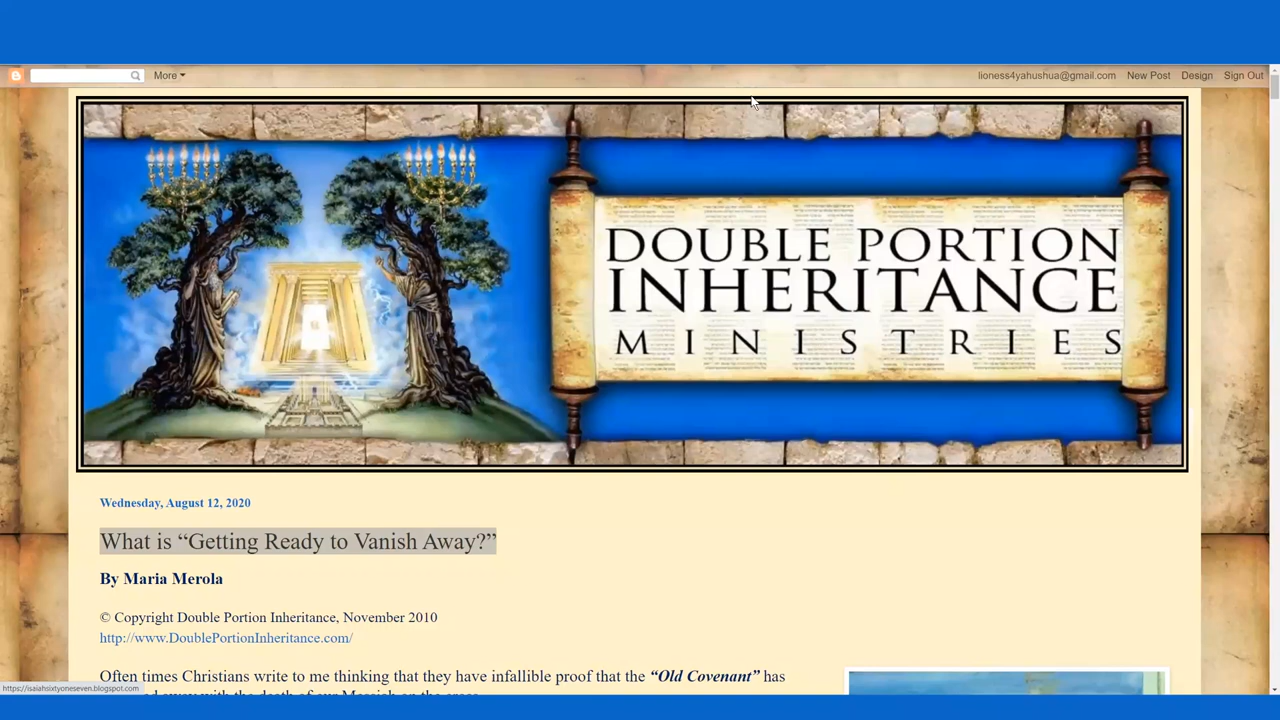 More
lioness4yahushua@gmail.com New Post Design Sign Out
DOUBLE PORTION
INHERITANCE
MINISTRIES
Wednesday, August 12, 2020
What is “Getting Ready to Vanish Away?”
By Maria Merola
© Copyright Double Portion Inheritance, November 2010
http://www.DoublePortionInheritance.com/
Often times Christians write to me thinking that they have infallible proof that the “Old Covenant” has
https://isaiahsixtyoneseven.blogspot.com